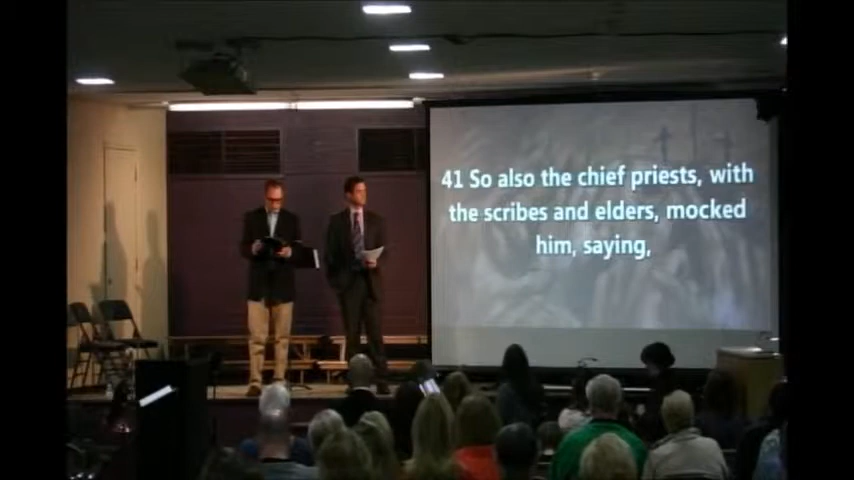 41 So also the chief priests, with
the scribes and elders, mocked
him, saying,